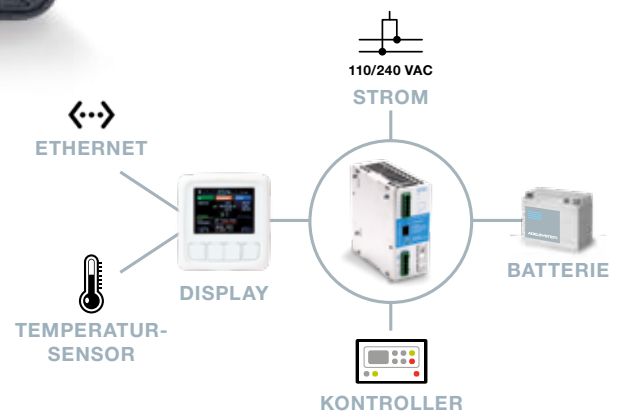 110/240 VAC
STROM
ETHERNET
DISPLAY
BATTERIE
TEMPERATUR-
SENSOR
KONTROLLER